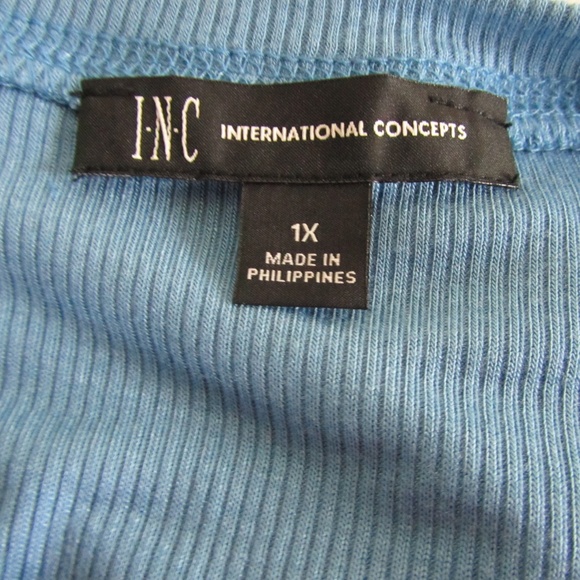 I·N·C INTERNATIONAL CONCEPTS
1X
MADE IN
PHILIPPINES